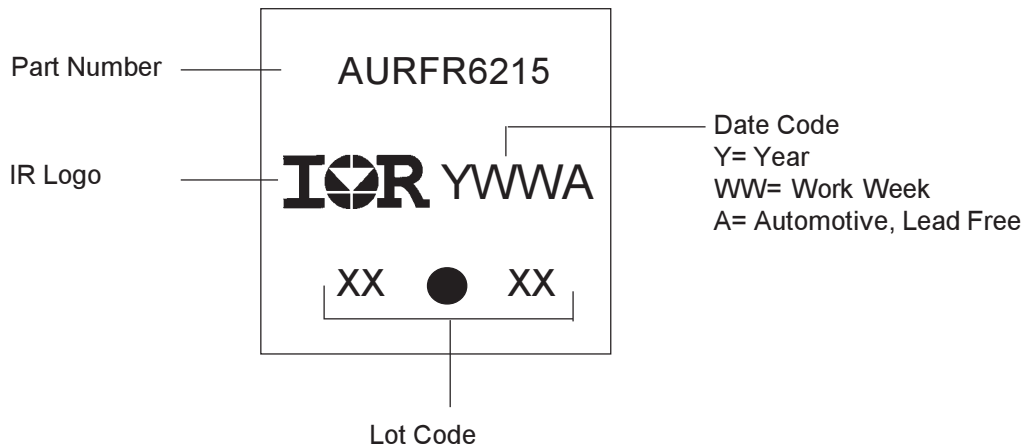 Part Number
AURFR6215
Date Code
Y= Year
WW= Work Week
A= Automotive, Lead Free
IR Logo
IOR YWWA
XX XX
Lot Code